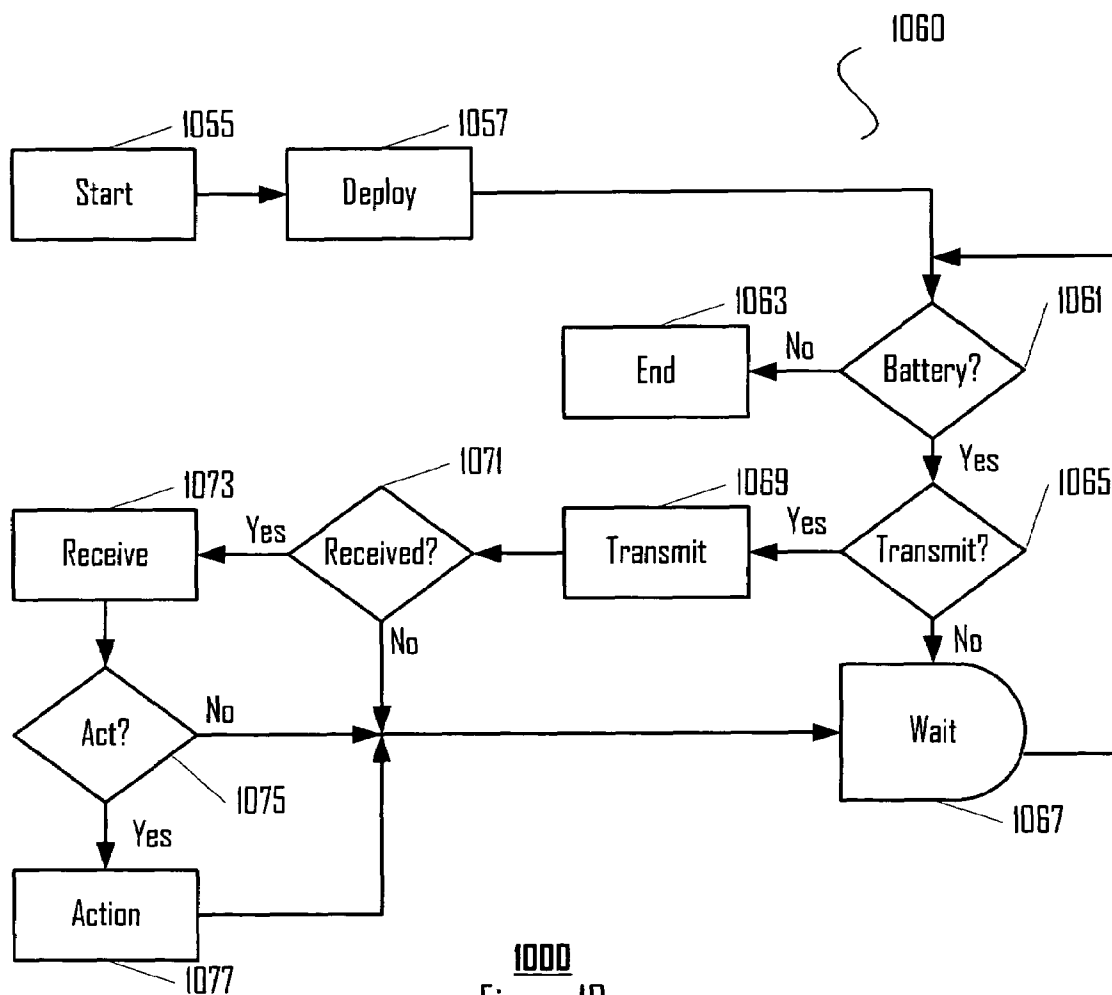 1060
1055
1057
Start
Deploy
1063
1061
End
No
Battery?
Yes
1073
1071
1069
1065
Receive
Yes
Received?
Transmit
Yes
Transmit?
No
No
Act?
No
Wait
1075
1067
Yes
Action
1077
1000